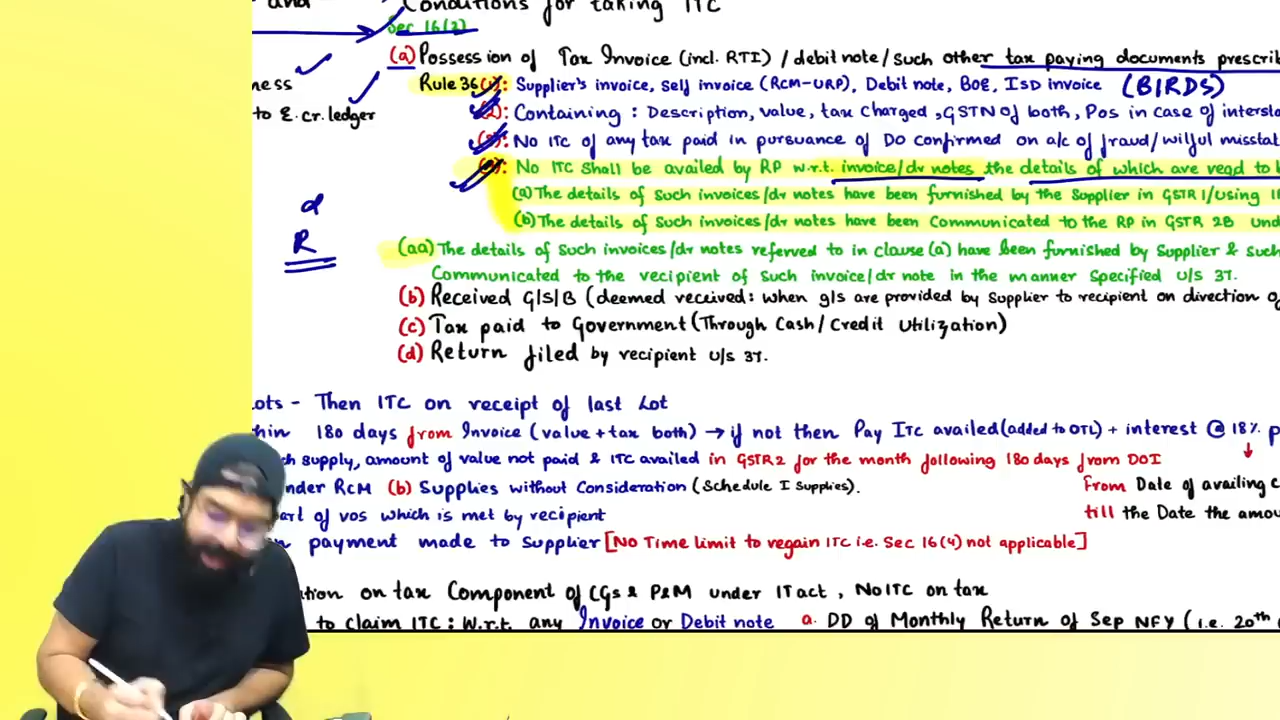 and
Conditions for taking ITC
Sec 16(2)
(a) Possession of Tax Invoice (incl. RTI) / debit note/such other tax paying documents prescrib
ness
Rule 36 (1): Supplier's invoice, self invoice (RCM-URP), Debit note, BOE, ISD invoice (BIRDS)
to E.cr.ledger
(2): Containing : Description, value, tax charged, GSTN of both, Pos in case of intersta
(3): No ITC of any tax paid in pursuance of DO confirmed on a/c of fraud/wilful misstat
No ITC Shall be availed by RP w.r.t. invoice/dr notes the details of which are reqd to b
(a) The details of such invoices/dr notes have been furnished by the Supplier in GSTR 1/using I
(b) The details of such invoices/dr notes have been Communicated to the RP in GSTR 2B und
d
R
(aa) The details of such invoices/dr notes referred to in clause (a) have been furnished by Supplier & such
Communicated to the recipient of such invoice/dr note in the manner specified u/s 37.
(b) Received G/S/B (deemed received: when g/s are provided by supplier to recipient on direction of
(c) Tax paid to Government (Through Cash/Credit Utilization)
(d) Return filed by recipient u/s 37.
Lots - Then ITC on receipt of last Lot
thin 180 days from Invoice (value + tax both) → if not then Pay ITC availed (added to OTL) + interest @ 18% p
ch supply, amount of value not paid & ITC availed in GSTR2 for the month following 180 days from DOI
under RCM (b) Supplies without Consideration (Schedule I Supplies).
From Date of availing c
art of vos which is met by recipient
till the Date the amou
payment made to Supplier [No Time limit to regain ITC i.e. Sec 16(4) not applicable]
ation on tax Component of CGs & P&M under IT act, No ITC on tax
to claim ITC: W.r.t. any Invoice or Debit note a. DD of Monthly Return of Sep NFY (i.e. 20th